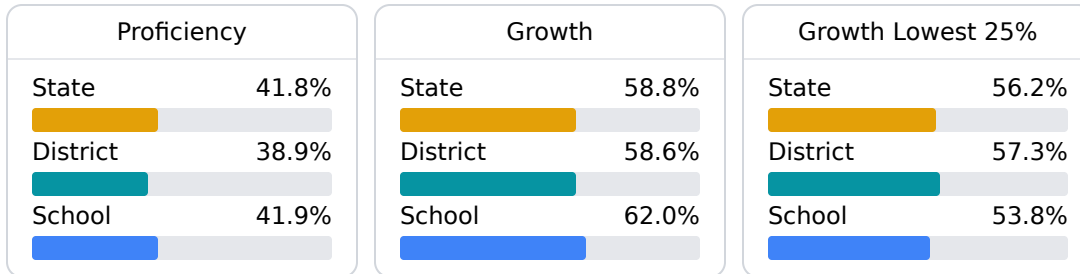 Proficiency
State 41.8%
District 38.9%
School 41.9%
Growth
State 58.8%
District 58.6%
School 62.0%
Growth Lowest 25%
State 56.2%
District 57.3%
School 53.8%